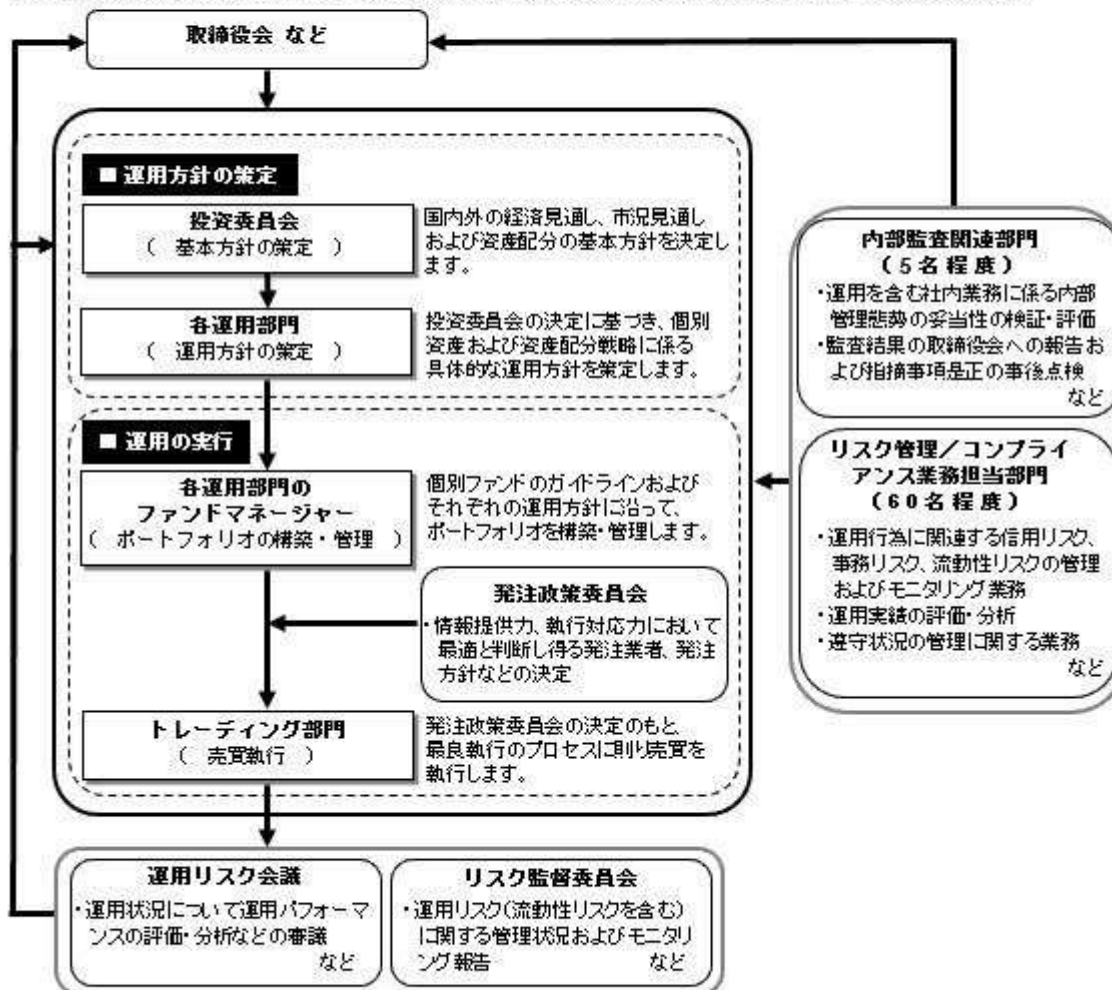 取締役会 など
■ 運用方針の策定
投資委員会
( 基本方針の策定 )
国内外の経済見通し、市況見通し
および資産配分の基本方針を決定し
ます。
各運用部門
( 運用方針の策定 )
投資委員会の決定に基づき、個別
資産および資産配分戦略に係る
具体的な運用方針を策定します。
■ 運用の実行
各運用部門の
ファンドマネージャー
( ポートフォリオの構築・管理 )
個別ファンドのガイドラインおよび
それぞれの運用方針に沿って、
ポートフォリオを構築・管理します。
発注政策委員会
・情報提供力、執行対応力において
最適と判断し得る発注業者、発注
方針などの決定
トレーディング部門
( 売買執行 )
発注政策委員会の決定のもと、
最良執行のプロセスに則り売買を
執行します。
運用リスク会議
・運用状況について運用パフォーマ
ンスの評価・分析などの審議
など
リスク監督委員会
・運用リスク(流動性リスクを含む)
に関する管理状況およびモニタリ
ング報告 など
内部監査関連部門
(5名程度)
・運用を含む社内業務に係る内部
管理態勢の妥当性の検証・評価
・監査結果の取締役会への報告お
よび指摘事項是正の事後点検
など
リスク管理/コンプライ
アンス業務担当部門
(60名程度)
・運用行為に関連する信用リスク、
事務リスク、流動性リスクの管理
およびモニタリング業務
・運用実績の評価・分析
・遵守状況の管理に関する業務
など